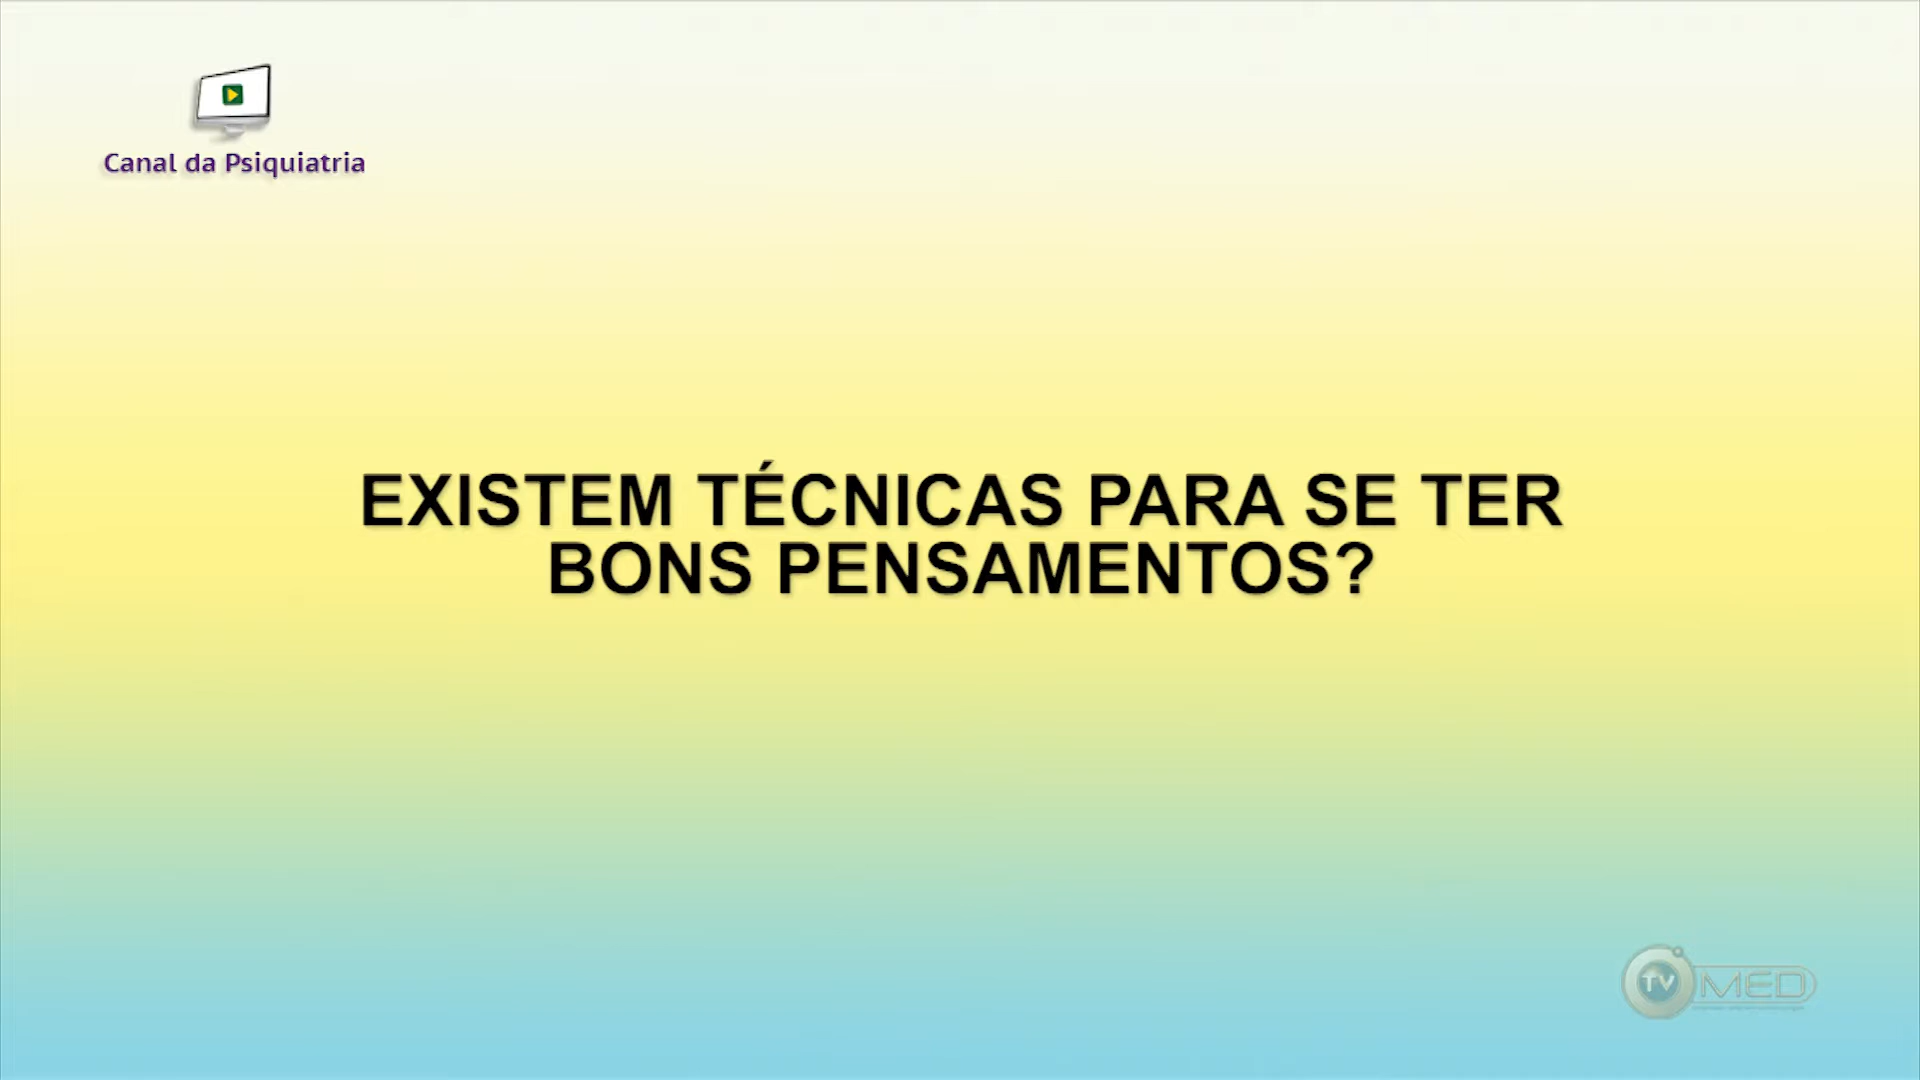 Canal da Psiquiatria
EXISTEM TÉCNICAS PARA SE TER
BONS PENSAMENTOS?
TV MED